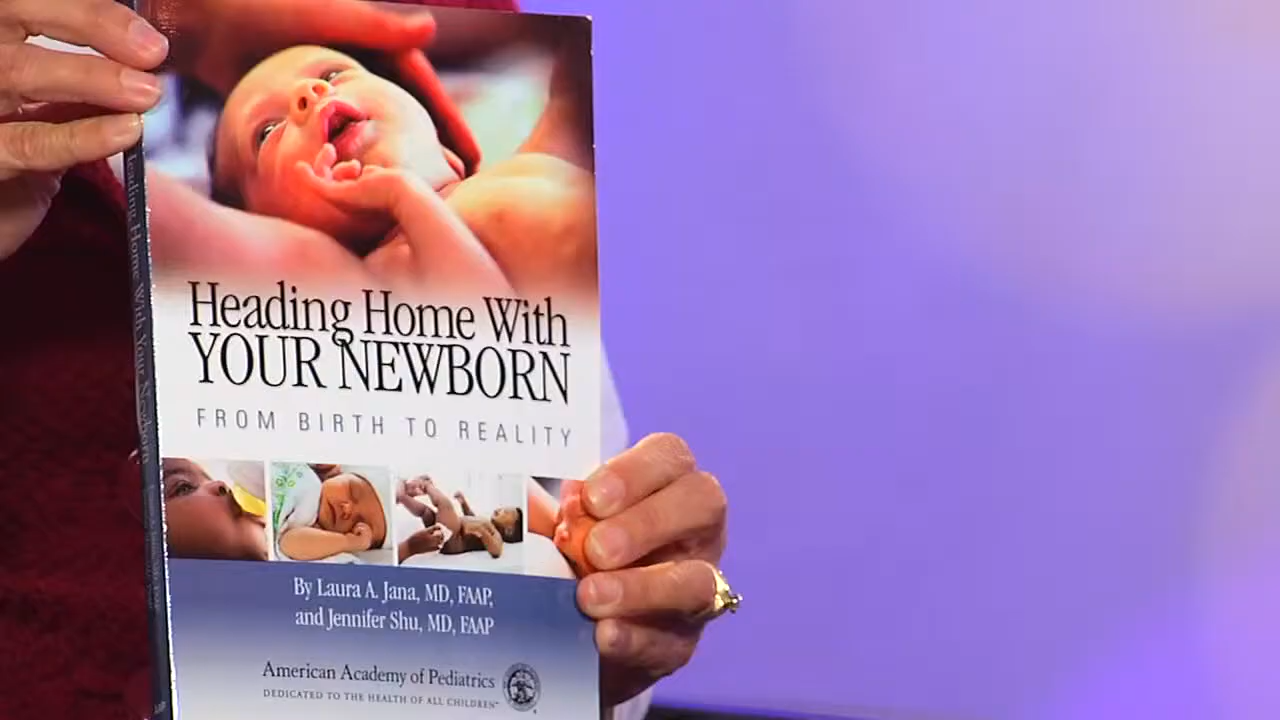 Heading Home With
YOUR NEWBORN
FROM BIRTH TO REALITY
By Laura A. Jana, MD, FAAP,
and Jennifer Shu, MD, FAAP
American Academy of Pediatrics
DEDICATED TO THE HEALTH OF ALL CHILDREN™
Heading Home With Your Newborn